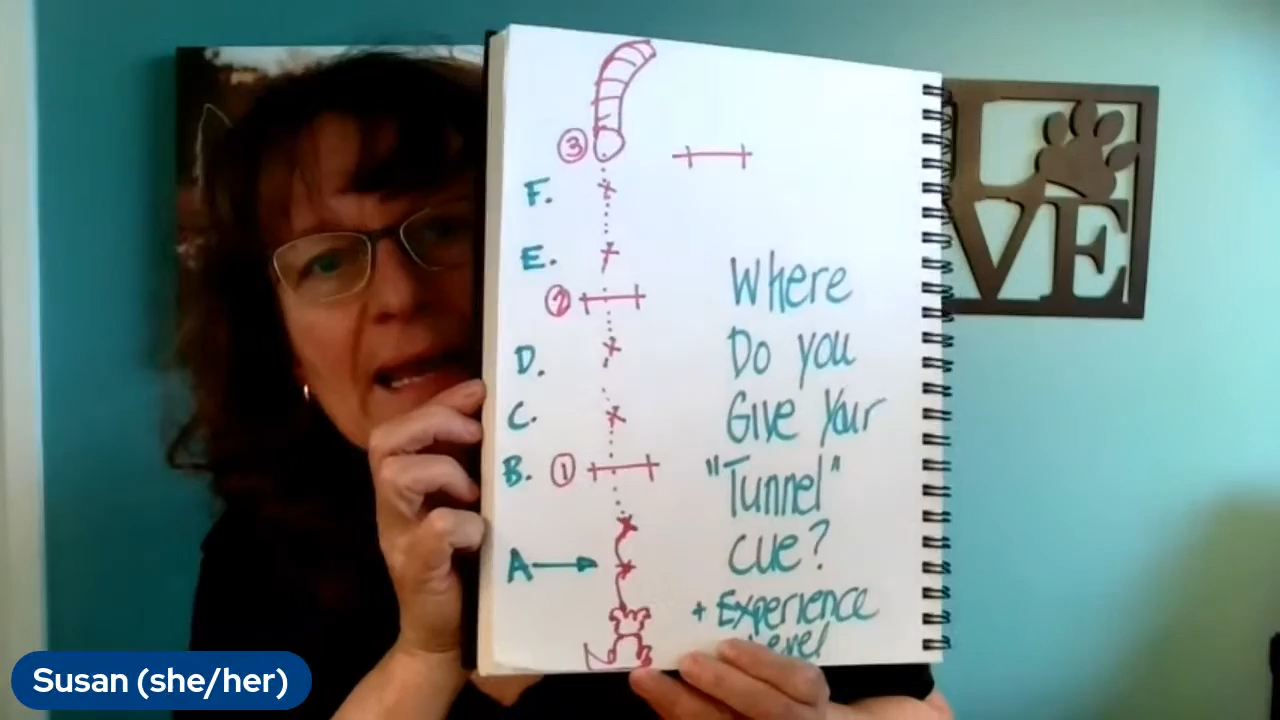 3
F.
E.
2
D.
C.
B. 1
A
Where
Do you
Give Your
"Tunnel"
cue?
+ Experience
Level
L
VE
Susan (she/her)